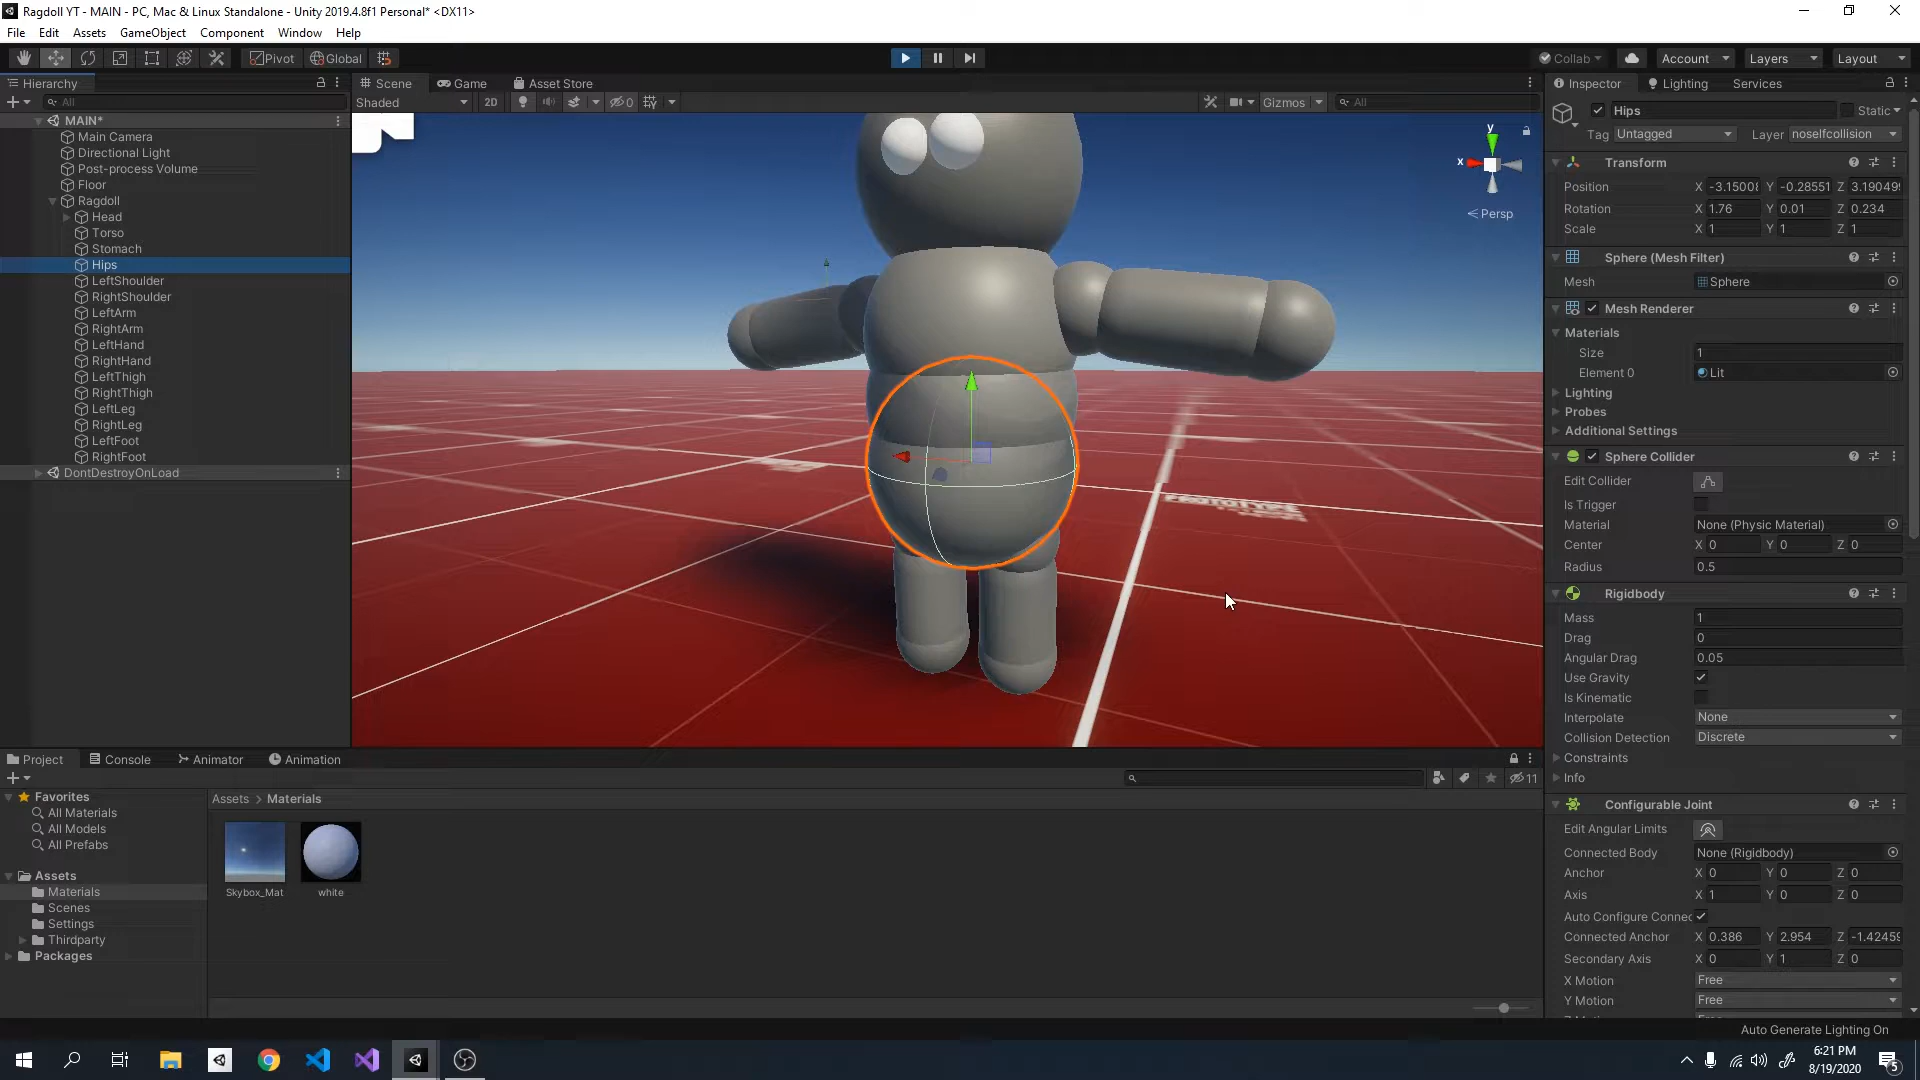 Ragdoll YT - MAIN - PC, Mac & Linux Standalone - Unity 2019.4.8f1 Personal* <DX11>
File Edit Assets GameObject Component Window Help
Pivot Global Collab Account Layers Layout
Hierarchy
All
MAIN*
Main Camera
Directional Light
Post-process Volume
Floor
Ragdoll
Head
Torso
Stomach
Hips
LeftShoulder
RightShoulder
LeftArm
RightArm
LeftHand
RightHand
LeftThigh
RightThigh
LeftLeg
RightLeg
LeftFoot
RightFoot
DontDestroyOnLoad
Scene Game Asset Store
Shaded 2D 0 Gizmos All
y
x
Persp
Inspector Lighting Services
Hips Static
Tag Untagged Layer noselfcollision
Transform
Position X -3.15008 Y -0.28551 Z 3.190499
Rotation X 1.76 Y 0.01 Z 0.234
Scale X 1 Y 1 Z 1
Sphere (Mesh Filter)
Mesh Sphere
Mesh Renderer
Materials
Size 1
Element 0 Lit
Lighting
Probes
Additional Settings
Sphere Collider
Edit Collider
Is Trigger
Material None (Physic Material)
Center X 0 Y 0 Z 0
Radius 0.5
Rigidbody
Mass 1
Drag 0
Angular Drag 0.05
Use Gravity
Is Kinematic
Interpolate None
Collision Detection Discrete
Constraints
Info
Configurable Joint
Edit Angular Limits
Connected Body None (Rigidbody)
Anchor X 0 Y 0 Z 0
Axis X 1 Y 0 Z 0
Auto Configure Connec
Connected Anchor X 0.386 Y 2.954 Z -1.42459
Secondary Axis X 0 Y 1 Z 0
X Motion Free
Y Motion Free
Project Console Animator Animation
11
Favorites
All Materials
All Models
All Prefabs
Assets
Materials
Scenes
Settings
Thirdparty
Packages
Assets > Materials
Skybox_Mat white
Auto Generate Lighting On
6:21 PM
8/19/2020
5